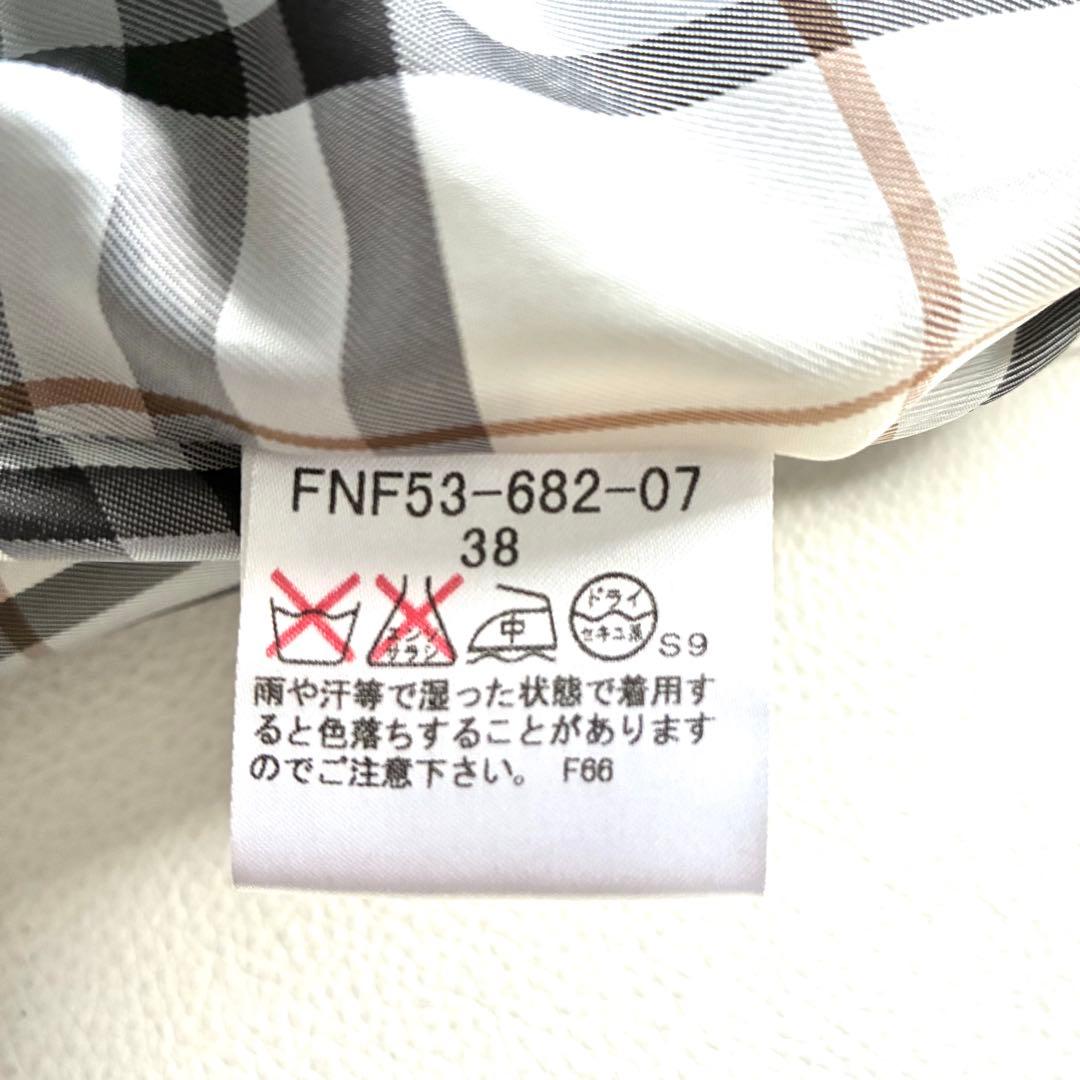 FNF53-682-07
38
エンソサラシ
中
ドライ
セキユ系
S9
雨や汗等で湿った状態で着用す
ると色落ちすることがあります
のでご注意下さい。 F66